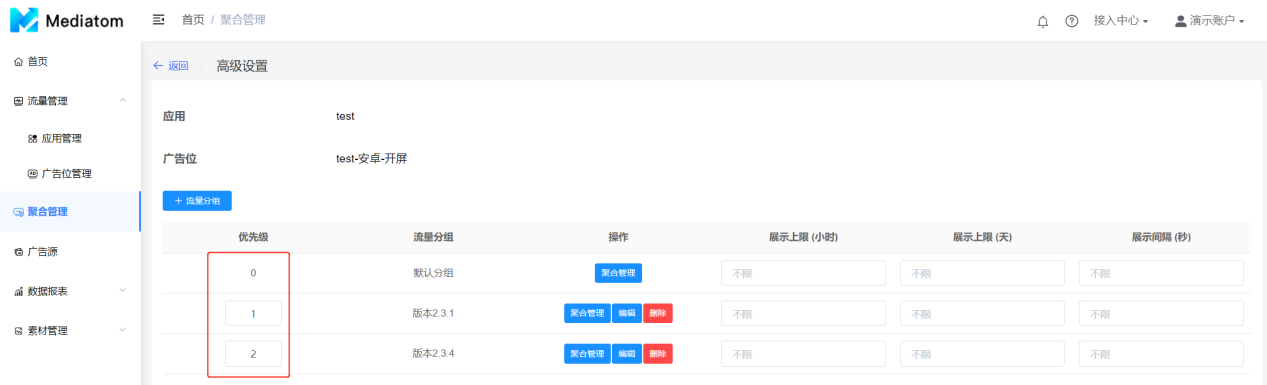 Mediatom
首页 / 聚合管理
接入中心
演示账户
首页
流量管理
应用管理
广告位管理
聚合管理
广告源
数据报表
素材管理
← 返回
高级设置
应用 test
广告位 test-安卓-开屏
+ 流量分组
优先级 流量分组 操作 展示上限 (小时) 展示上限 (天) 展示间隔 (秒)
0 默认分组 聚合管理 不限 不限 不限
1 版本2.3.1 聚合管理 编辑 删除 不限 不限 不限
2 版本2.3.4 聚合管理 编辑 删除 不限 不限 不限